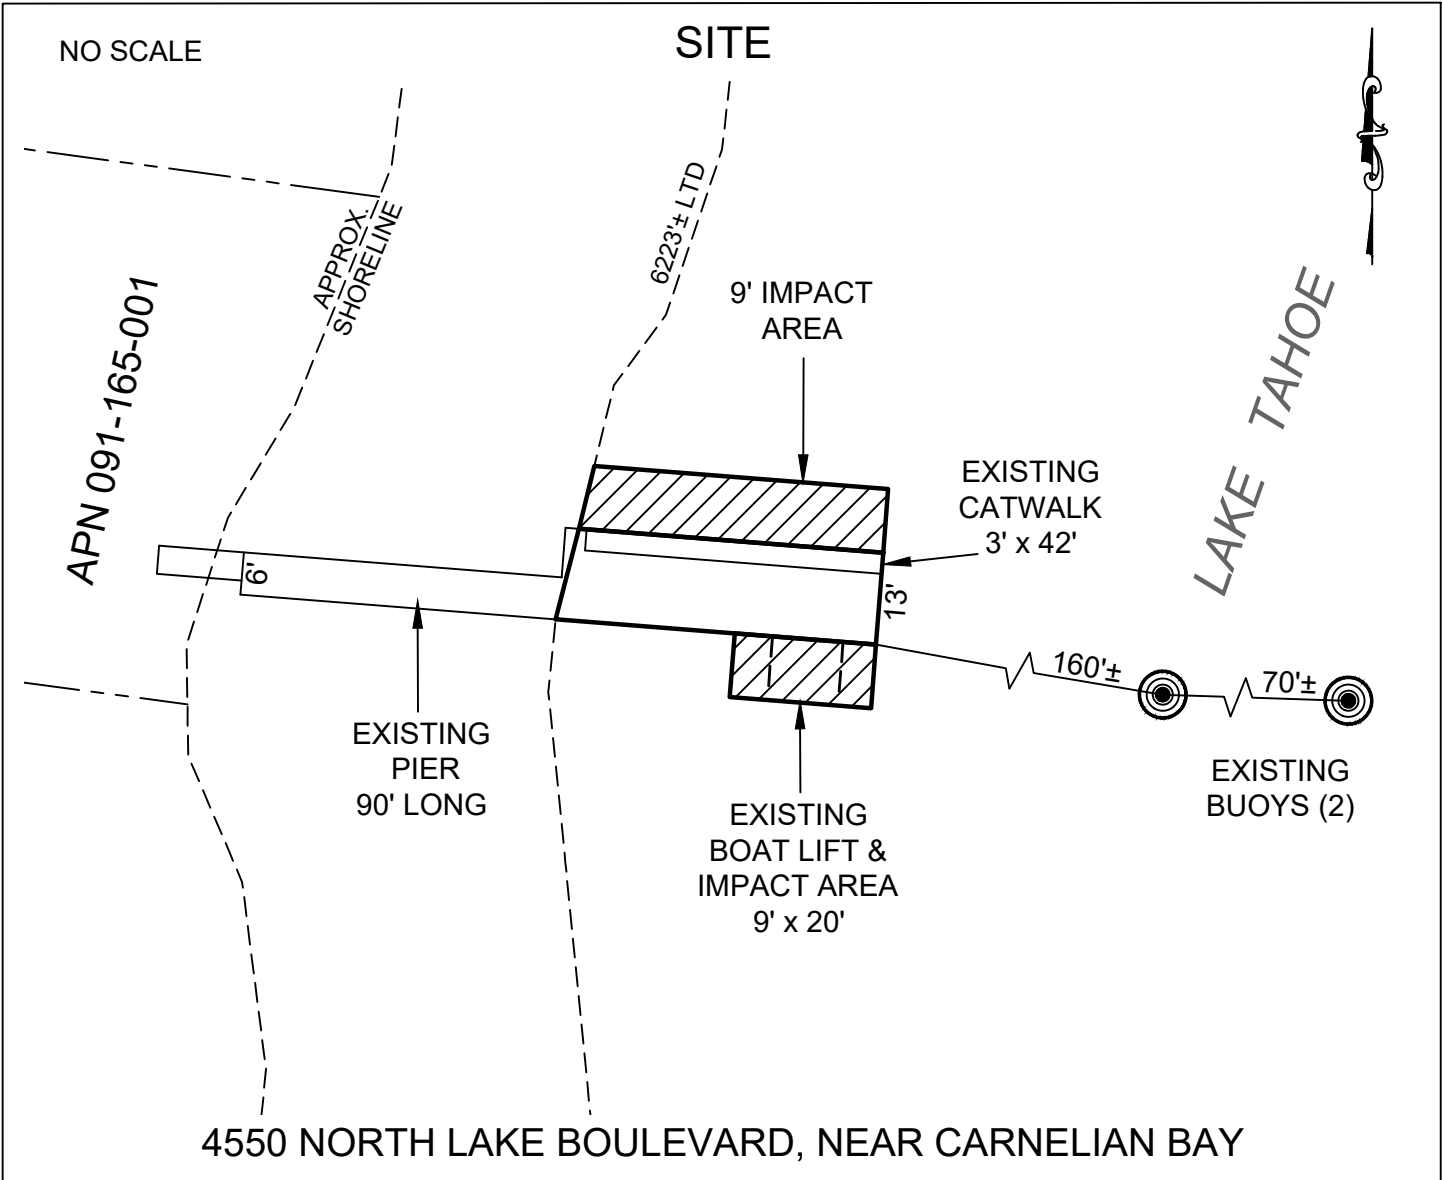 NO SCALE
SITE
APPROX.
SHORELINE
6223'± LTD
APN 091-165-001
9' IMPACT
AREA
LAKE TAHOE
EXISTING
CATWALK
3' x 42'
6'
13'
160'±
70'±
EXISTING
PIER
90' LONG
EXISTING
BOAT LIFT &
IMPACT AREA
9' x 20'
EXISTING
BUOYS (2)
4550 NORTH LAKE BOULEVARD, NEAR CARNELIAN BAY